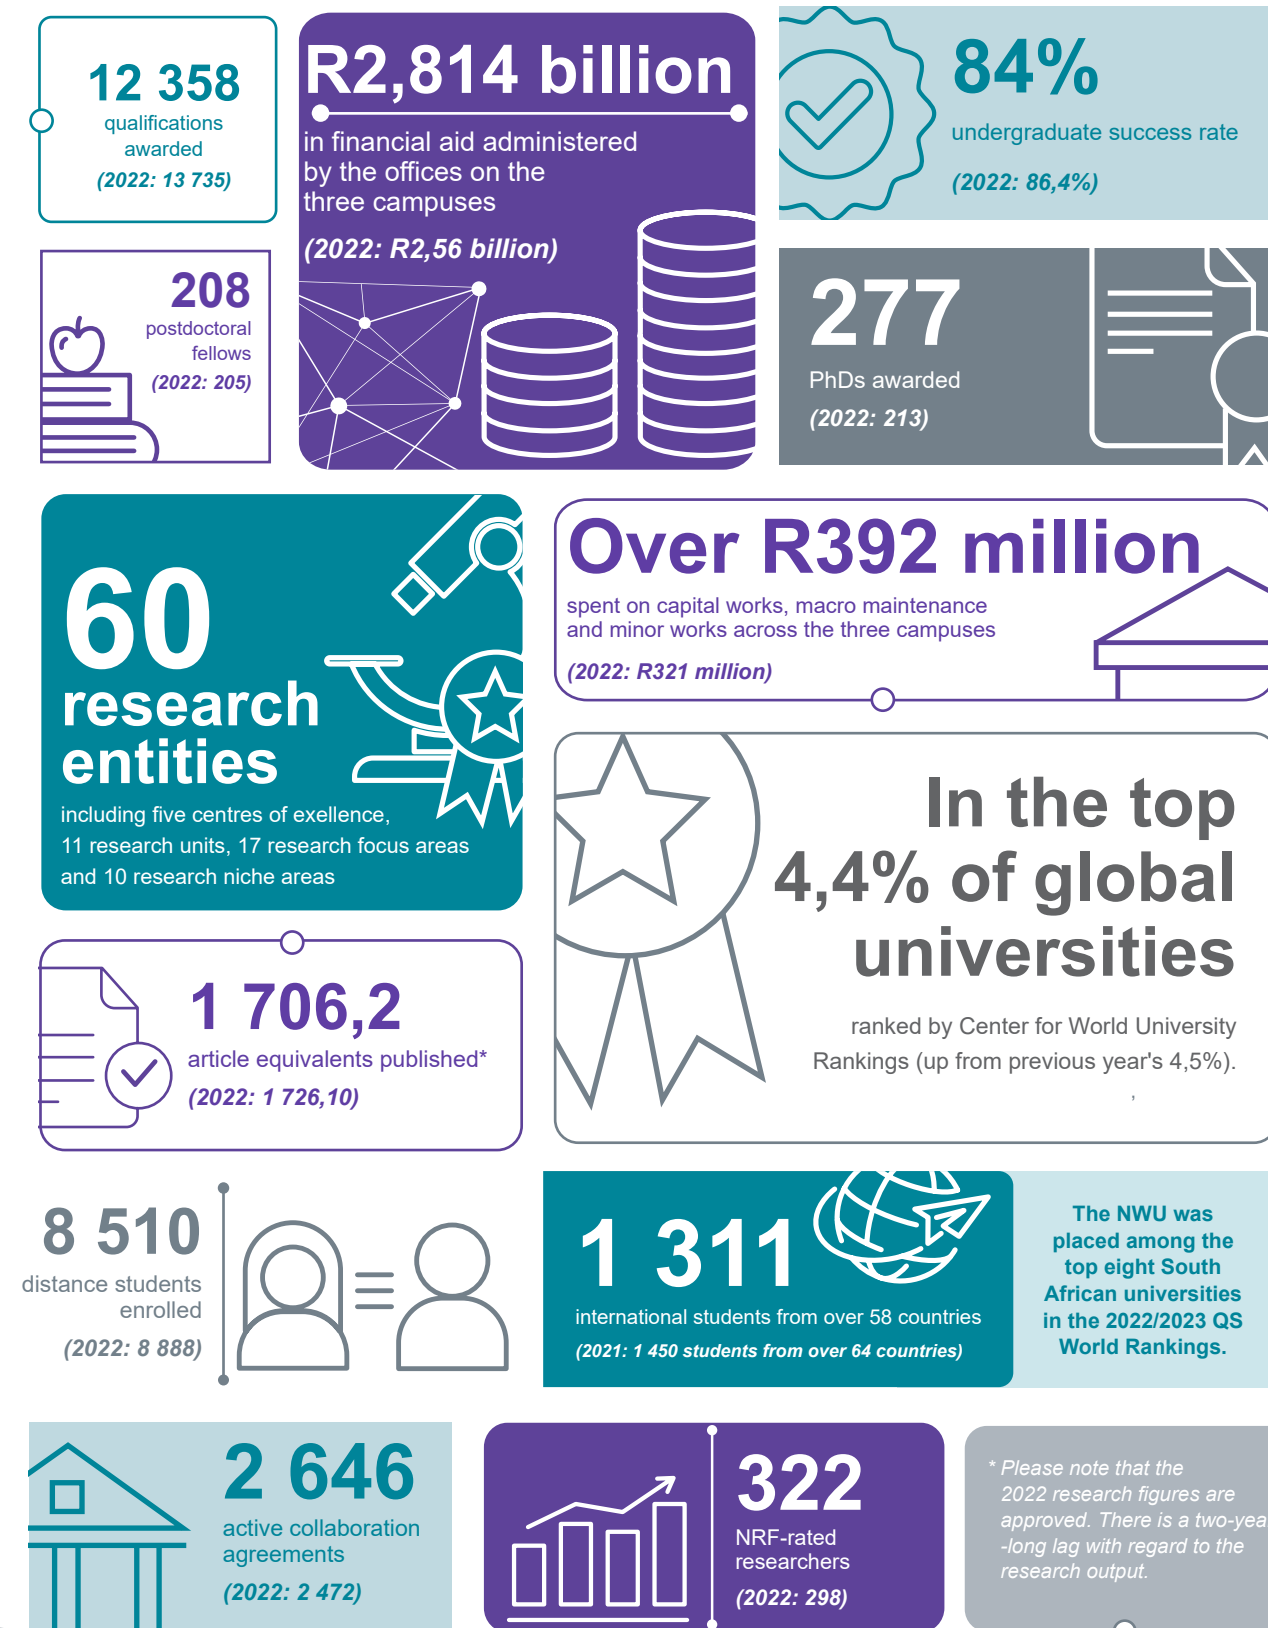 12 358
qualifications
awarded
(2022: 13 735)
R2,814 billion
in financial aid administered
by the offices on the
three campuses
(2022: R2,56 billion)
84%
undergraduate success rate
(2022: 86,4%)
208
postdoctoral
fellows
(2022: 205)
277
PhDs awarded
(2022: 213)
60
research
entities
including five centres of exellence,
11 research units, 17 research focus areas
and 10 research niche areas
Over R392 million
spent on capital works, macro maintenance
and minor works across the three campuses
(2022: R321 million)
In the top
4,4% of global
universities
ranked by Center for World University
Rankings (up from previous year's 4,5%).
,
1 706,2
article equivalents published*
(2022: 1 726,10)
8 510
distance students
enrolled
(2022: 8 888)
1 311
international students from over 58 countries
(2021: 1 450 students from over 64 countries)
The NWU was
placed among the
top eight South
African universities
in the 2022/2023 QS
World Rankings.
2 646
active collaboration
agreements
(2022: 2 472)
322
NRF-rated
researchers
(2022: 298)
* Please note that the
2022 research figures are
approved. There is a two-year
-long lag with regard to the
research output.